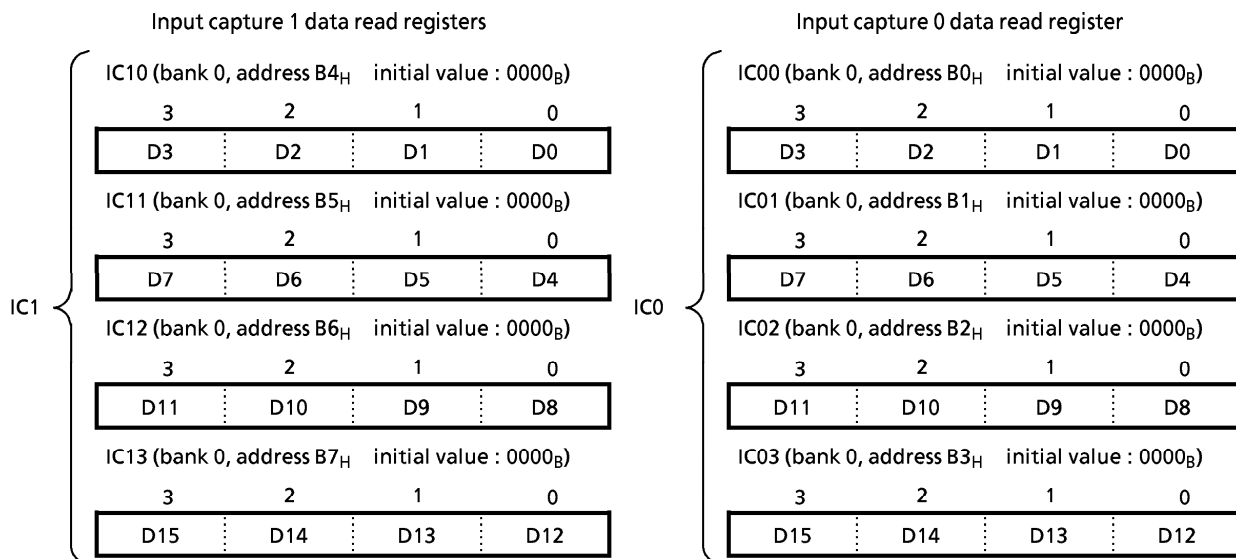 Input capture 1 data read registers
IC1
IC10 (bank 0, address B4H initial value : 0000B)
3 2 1 0
D3 D2 D1 D0
IC11 (bank 0, address B5H initial value : 0000B)
3 2 1 0
D7 D6 D5 D4
IC12 (bank 0, address B6H initial value : 0000B)
3 2 1 0
D11 D10 D9 D8
IC13 (bank 0, address B7H initial value : 0000B)
3 2 1 0
D15 D14 D13 D12
Input capture 0 data read register
IC0
IC00 (bank 0, address B0H initial value : 0000B)
3 2 1 0
D3 D2 D1 D0
IC01 (bank 0, address B1H initial value : 0000B)
3 2 1 0
D7 D6 D5 D4
IC02 (bank 0, address B2H initial value : 0000B)
3 2 1 0
D11 D10 D9 D8
IC03 (bank 0, address B3H initial value : 0000B)
3 2 1 0
D15 D14 D13 D12